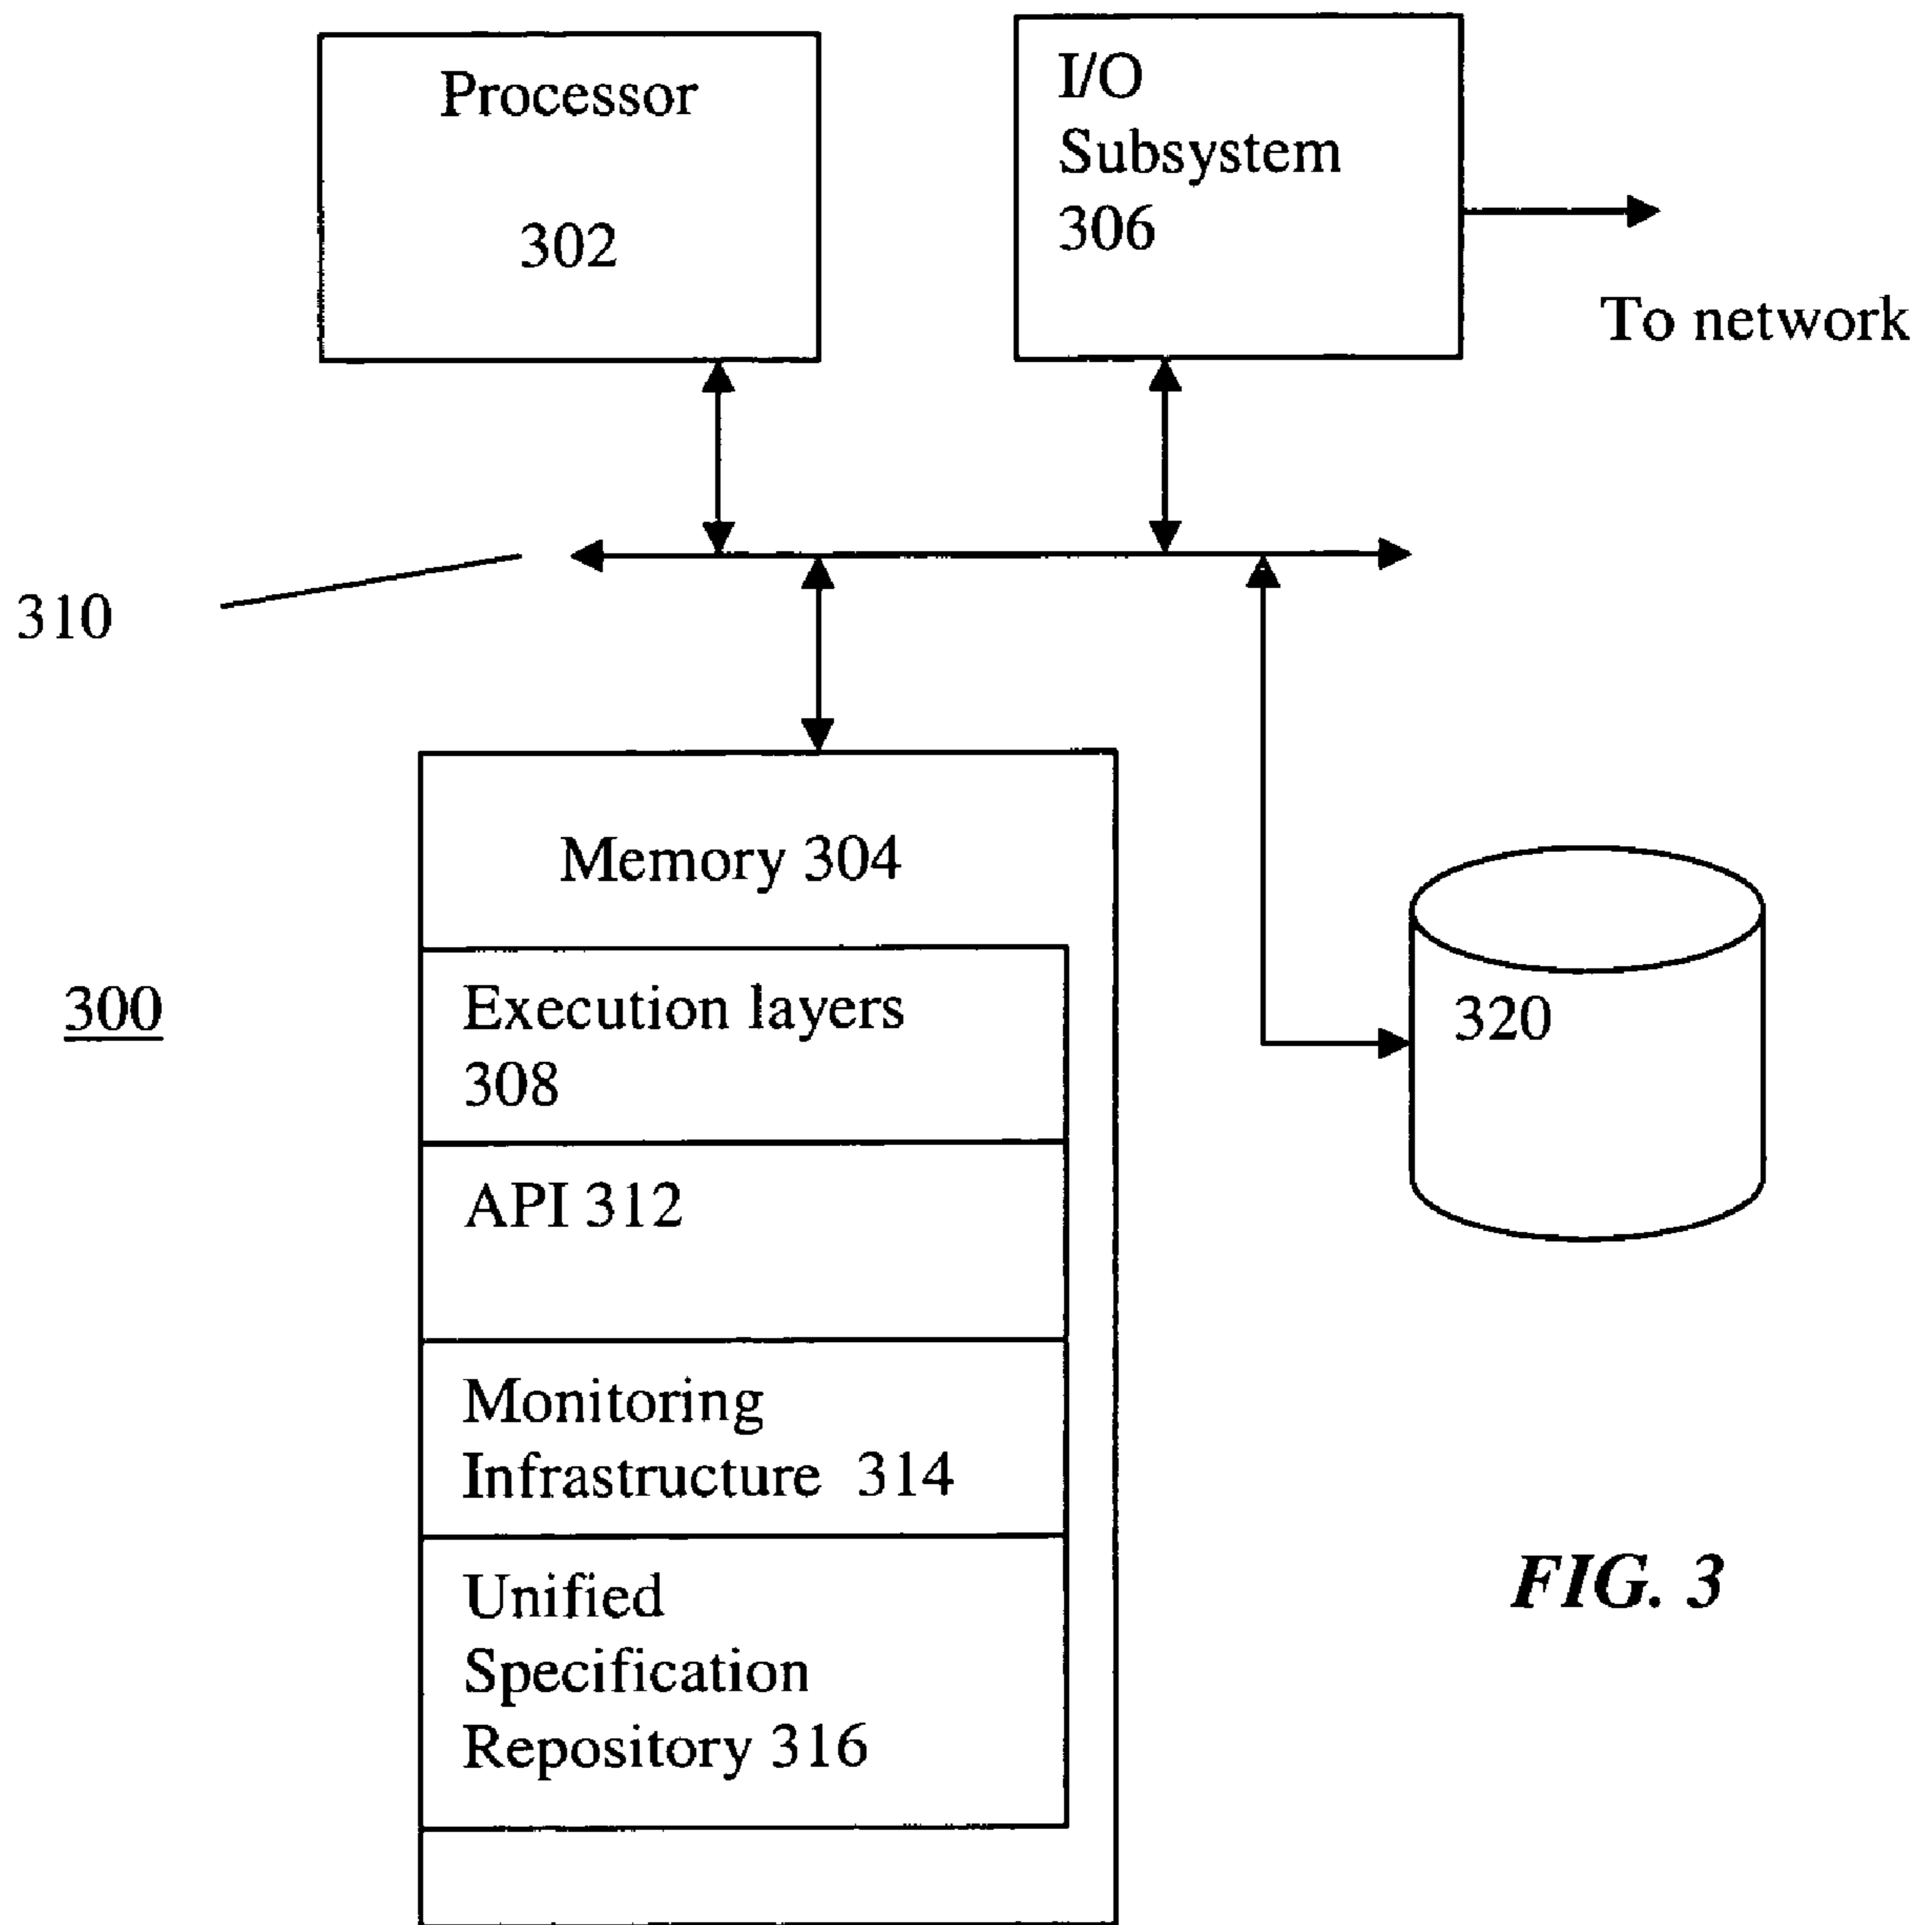 Processor
302
I/O
Subsystem
306
To network
310
Memory 304
300
Execution layers
308
320
API 312
Monitoring
Infrastructure 314
Unified
Specification
Repository 316
FIG. 3